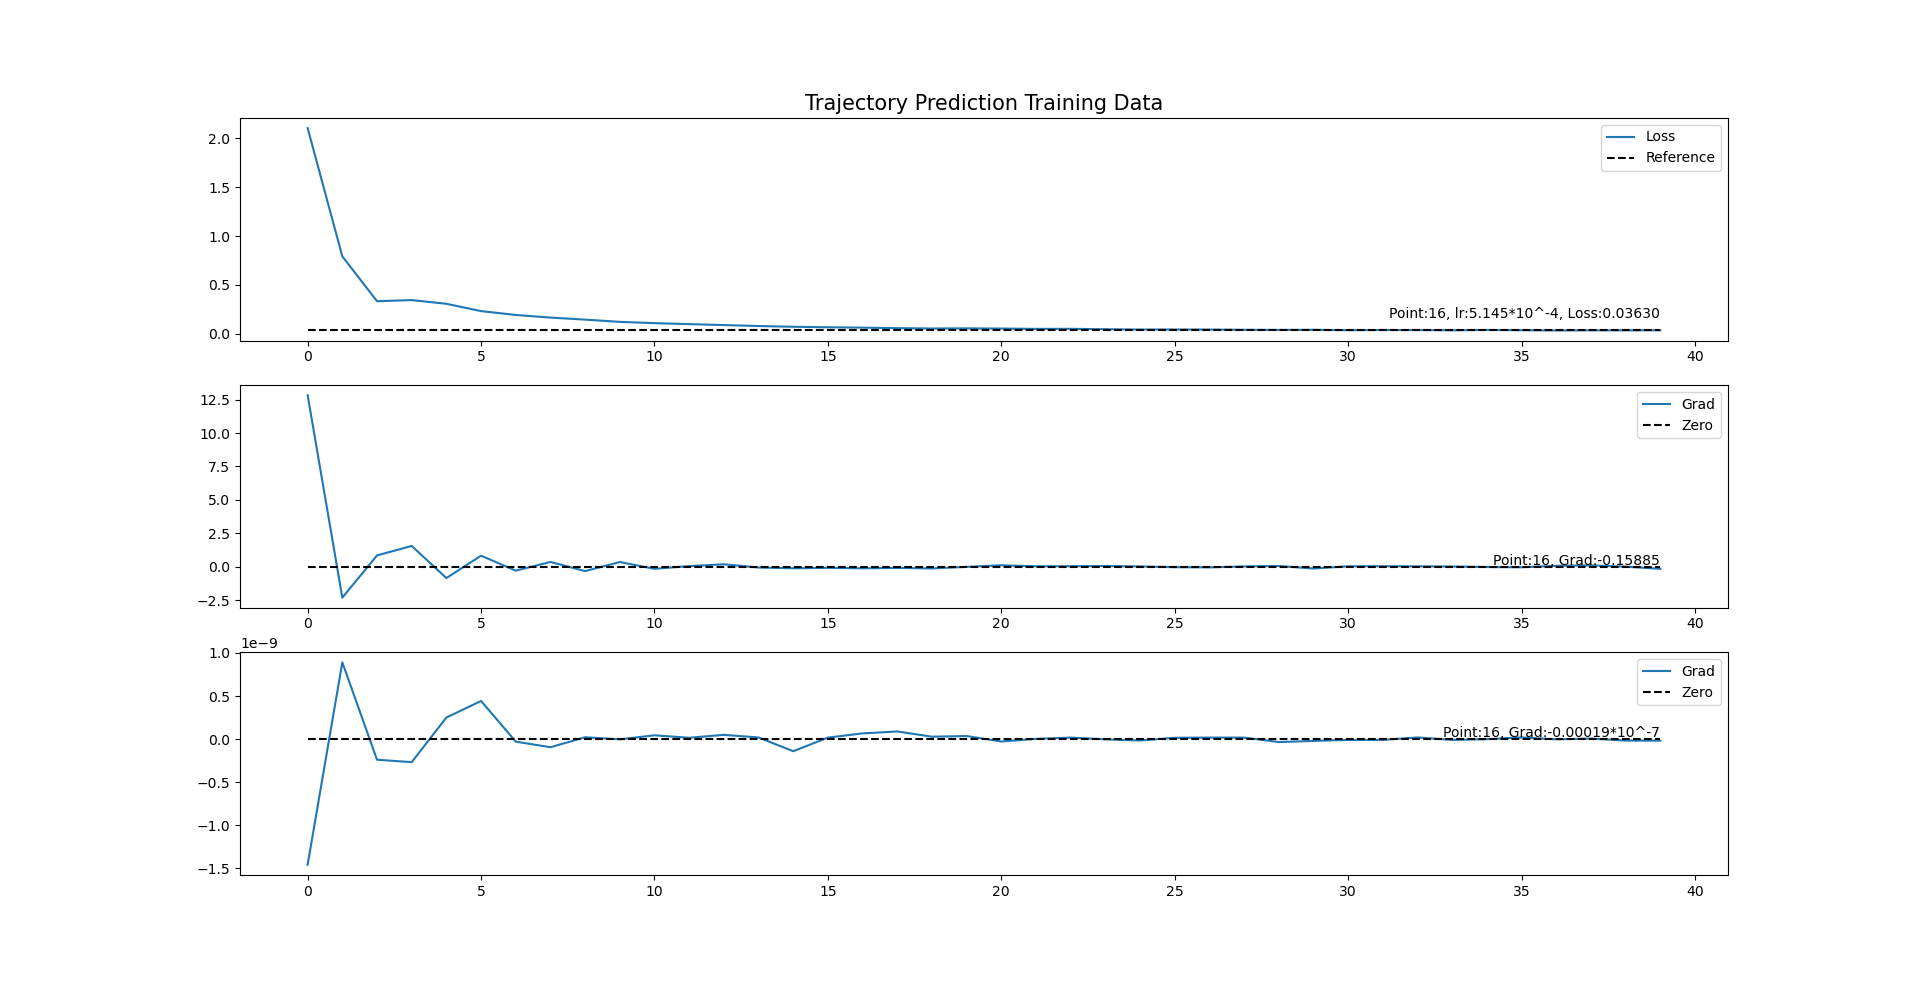 Trajectory Prediction Training Data
2.0
1.5
1.0
0.5
0.0
Loss
Reference
Point:16, lr:5.145*10^-4, Loss:0.03630
0 5 10 15 20 25 30 35 40
12.5
10.0
7.5
5.0
2.5
0.0
−2.5
Grad
Zero
Point:16, Grad:-0.15885
0 5 10 15 20 25 30 35 40
1e−9
1.0
0.5
0.0
−0.5
−1.0
−1.5
Grad
Zero
Point:16, Grad:-0.00019*10^-7
0 5 10 15 20 25 30 35 40